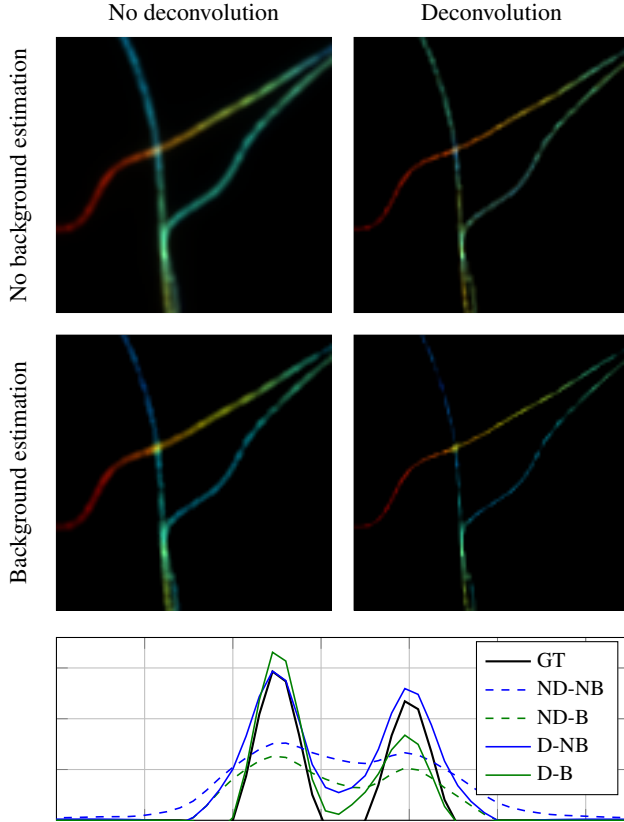 No deconvolution
Deconvolution
No background estimation
Background estimation
GT
ND-NB
ND-B
D-NB
D-B